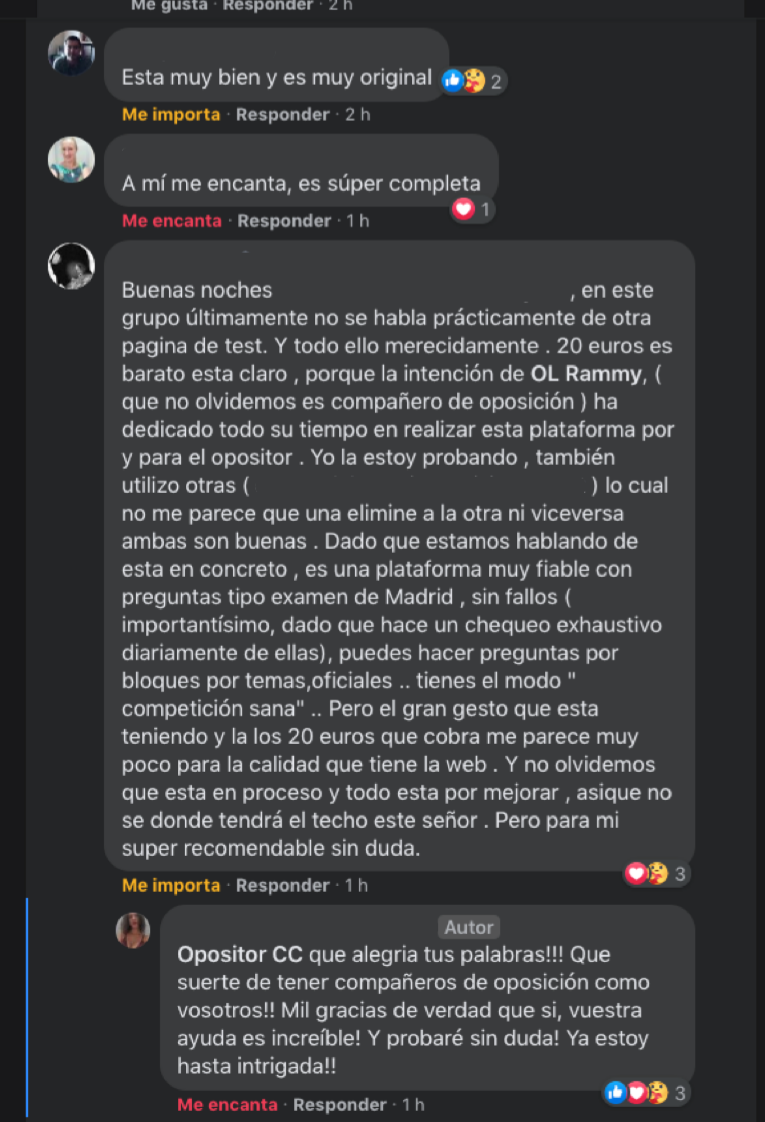 Me gusta · Responder · 2 h
Esta muy bien y es muy original
2
Me importa · Responder · 2 h
A mí me encanta, es súper completa
1
Me encanta · Responder · 1 h
Buenas noches , en este
grupo últimamente no se habla prácticamente de otra
pagina de test. Y todo ello merecidamente . 20 euros es
barato esta claro , porque la intención de OL Rammy, (
que no olvidemos es compañero de oposición ) ha
dedicado todo su tiempo en realizar esta plataforma por
y para el opositor . Yo la estoy probando , también
utilizo otras ( ) lo cual
no me parece que una elimine a la otra ni viceversa
ambas son buenas . Dado que estamos hablando de
esta en concreto , es una plataforma muy fiable con
preguntas tipo examen de Madrid , sin fallos (
importantísimo, dado que hace un chequeo exhaustivo
diariamente de ellas), puedes hacer preguntas por
bloques por temas,oficiales .. tienes el modo "
competición sana" .. Pero el gran gesto que esta
teniendo y la los 20 euros que cobra me parece muy
poco para la calidad que tiene la web . Y no olvidemos
que esta en proceso y todo esta por mejorar , asique no
se donde tendrá el techo este señor . Pero para mi
super recomendable sin duda.
3
Me importa · Responder · 1 h
Autor
Opositor CC que alegria tus palabras!!! Que
suerte de tener compañeros de oposición como
vosotros!! Mil gracias de verdad que si, vuestra
ayuda es increíble! Y probaré sin duda! Ya estoy
hasta intrigada!!
3
Me encanta · Responder · 1 h